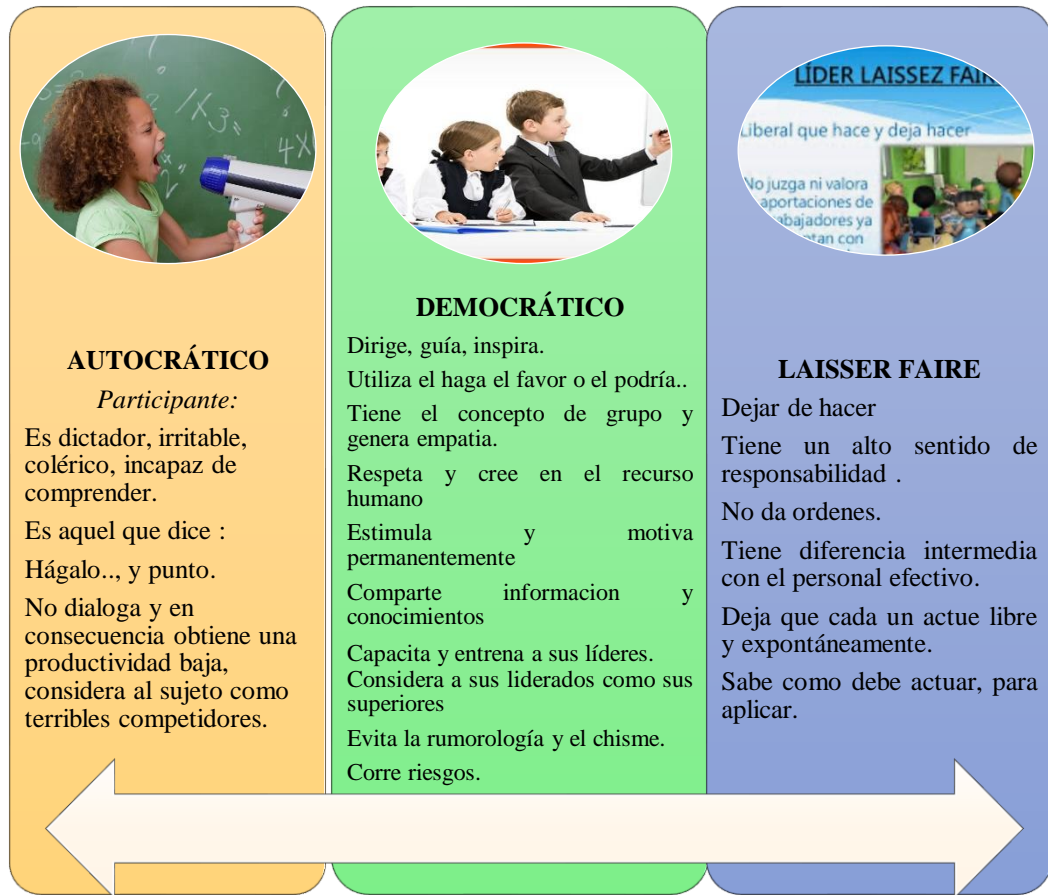 AUTOCRÁTICO
Participante:
Es dictador, irritable,
colérico, incapaz de
comprender.
Es aquel que dice :
Hágalo.., y punto.
No dialoga y en
consecuencia obtiene una
productividad baja,
considera al sujeto como
terribles competidores.
1X3=
4X
DEMOCRÁTICO
Dirige, guía, inspira.
Utiliza el haga el favor o el podría..
Tiene el concepto de grupo y
genera empatia.
Respeta y cree en el recurso
humano
Estimula y motiva
permanentemente
Comparte informacion y
conocimientos
Capacita y entrena a sus líderes.
Considera a sus liderados como sus
superiores
Evita la rumorología y el chisme.
Corre riesgos.
LÍDER LAISSEZ
Liberal que hace y deja hacer
No juzga ni valora
aportaciones de
ya
con
LAISSER FAIRE
Dejar de hacer
Tiene un alto sentido de
responsabilidad .
No da ordenes.
Tiene diferencia intermedia
con el personal efectivo.
Deja que cada un actue libre
y expontáneamente.
Sabe como debe actuar, para
aplicar.